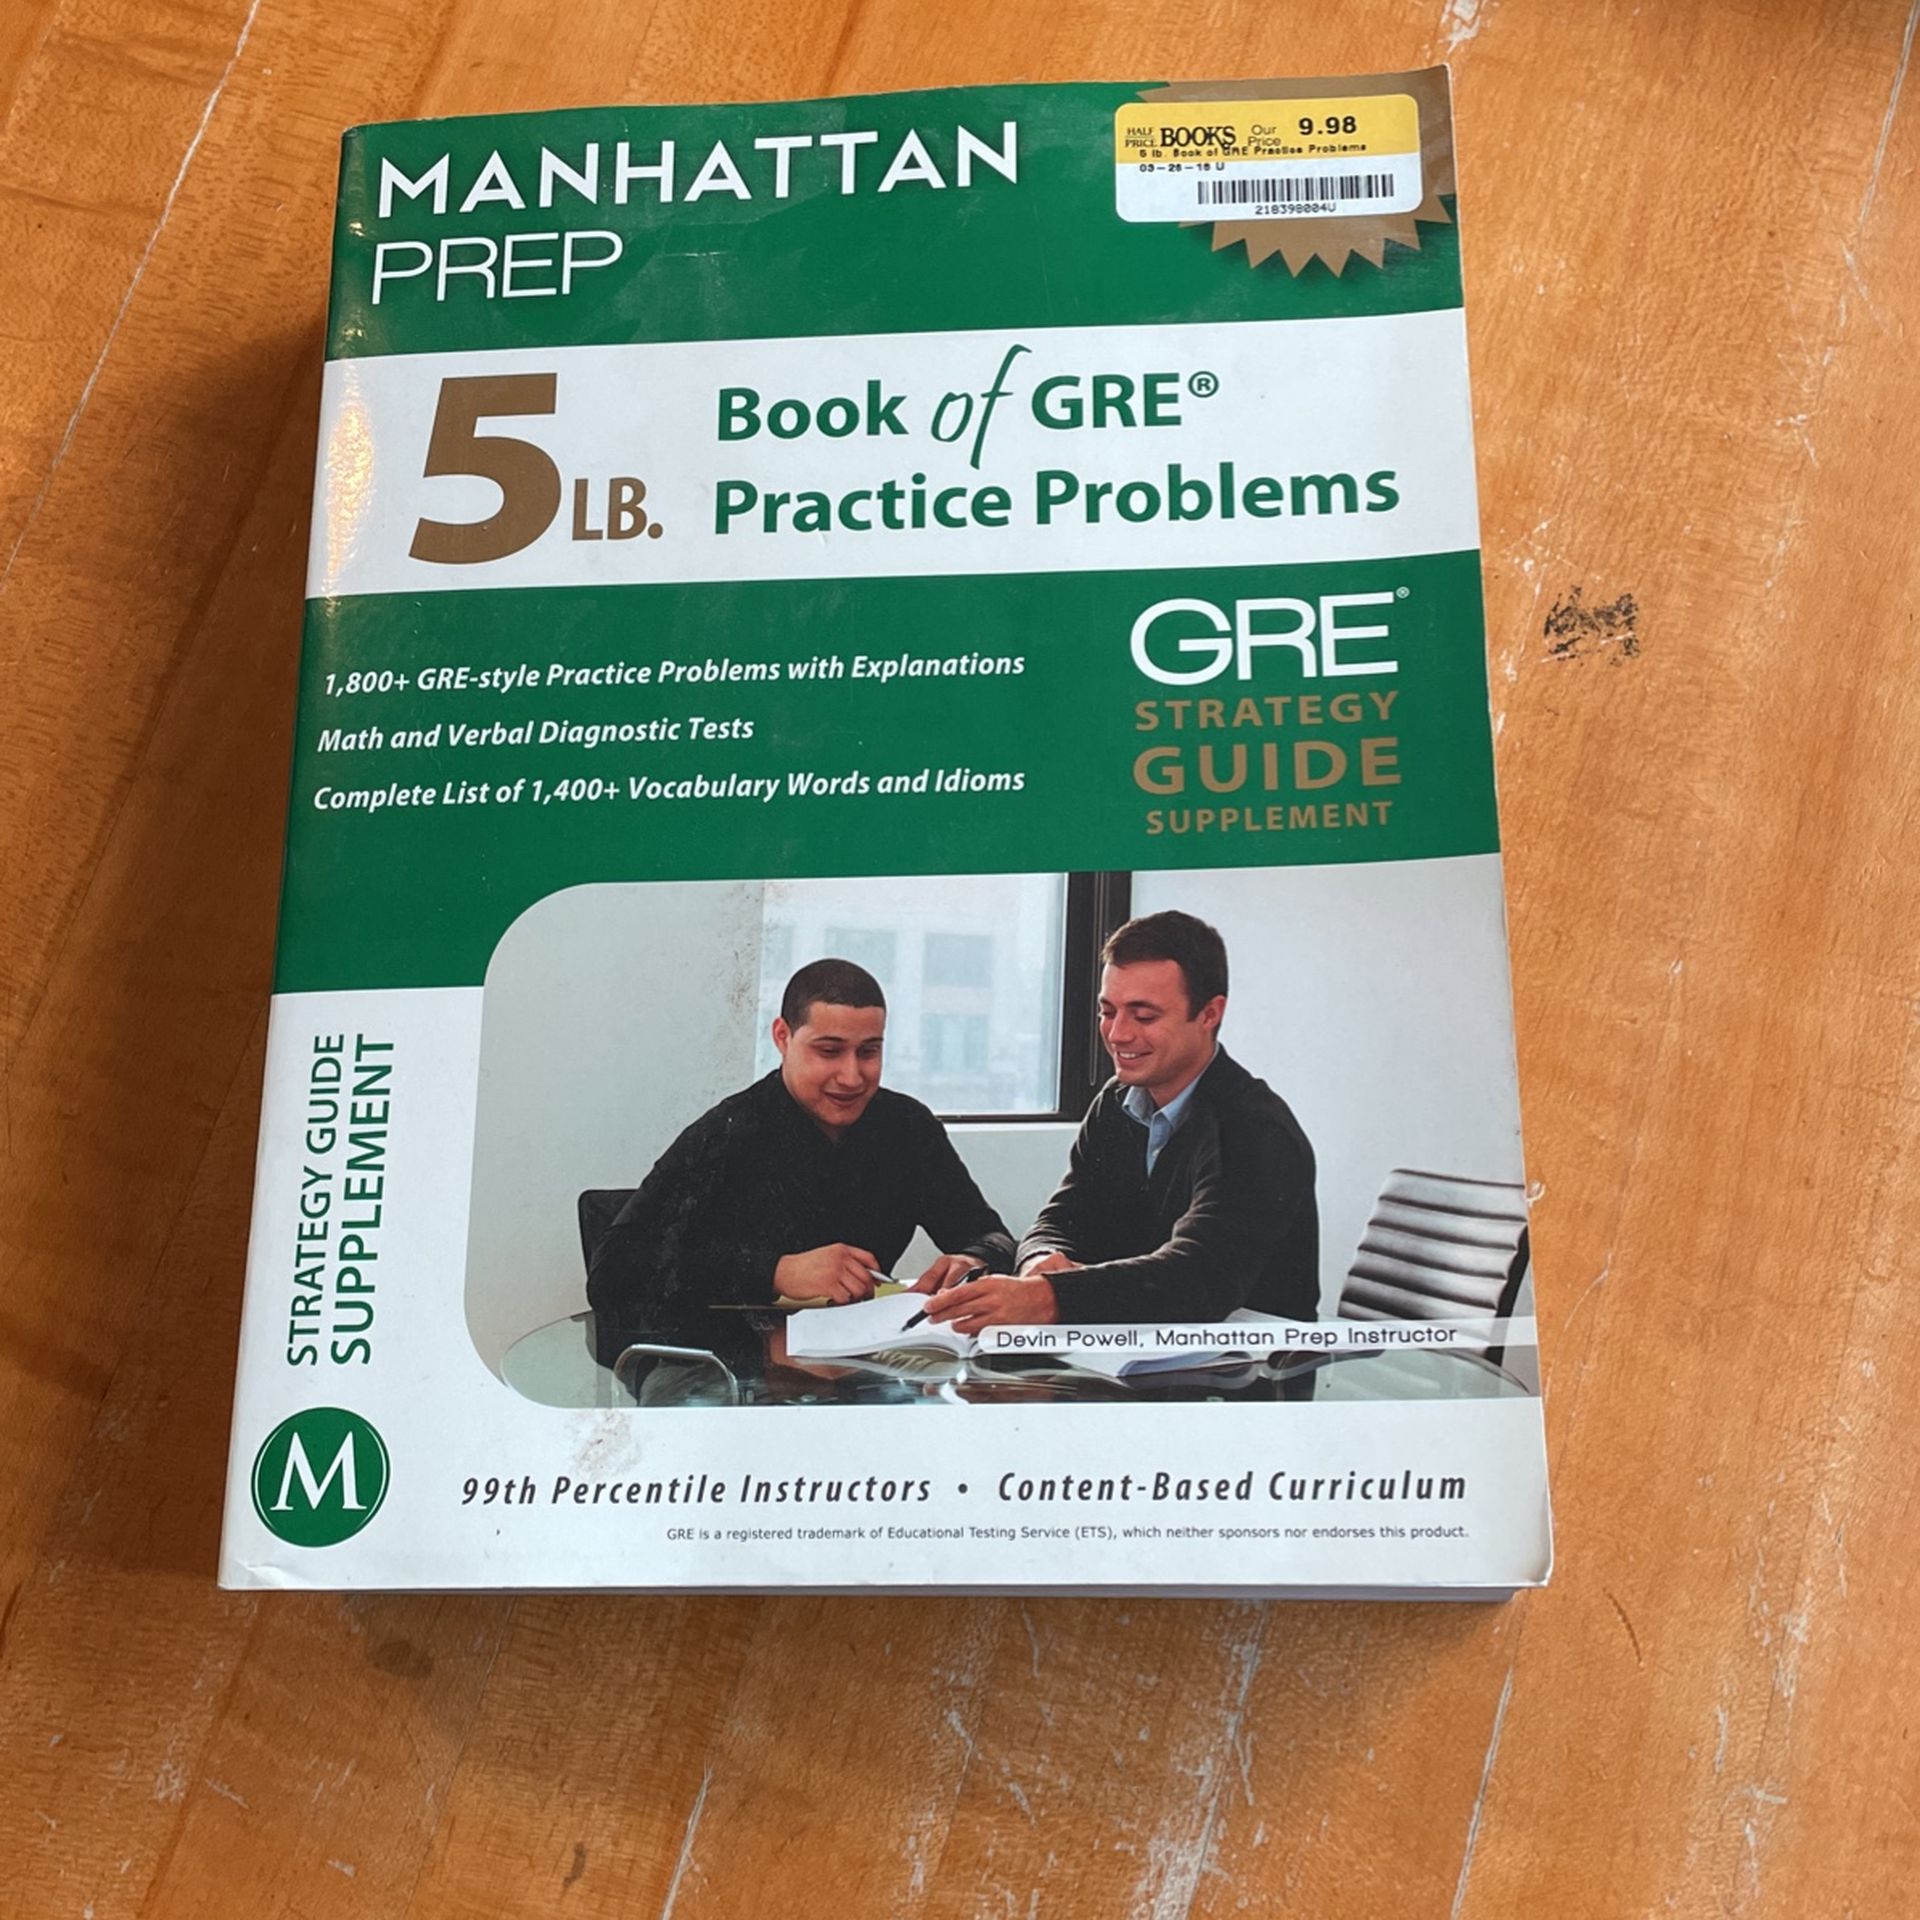 MANHATTAN
PREP
HALF PRICE BOOKS Our Price 9.98
5 lb. Book of GRE Practice Problems
03-26-16 U
218398004U
5 LB.
Book of GRE®
Practice Problems
1,800+ GRE-style Practice Problems with Explanations
Math and Verbal Diagnostic Tests
Complete List of 1,400+ Vocabulary Words and Idioms
GRE®
STRATEGY
GUIDE
SUPPLEMENT
STRATEGY GUIDE
SUPPLEMENT
M
Devin Powell, Manhattan Prep Instructor
99th Percentile Instructors • Content-Based Curriculum
GRE is a registered trademark of Educational Testing Service (ETS), which neither sponsors nor endorses this product.